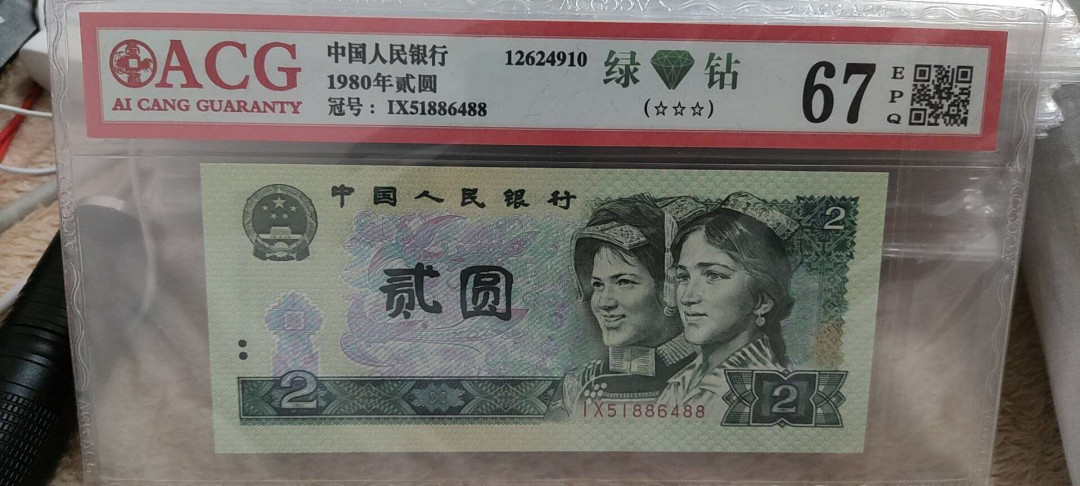 ACG
AI CANG GUARANTY
中国人民银行
1980年贰圆
冠号： IX51886488
12624910
绿 钻
(☆☆☆)
67
EPQ
中国人民银行
2
贰圆
2
IX51886488
2